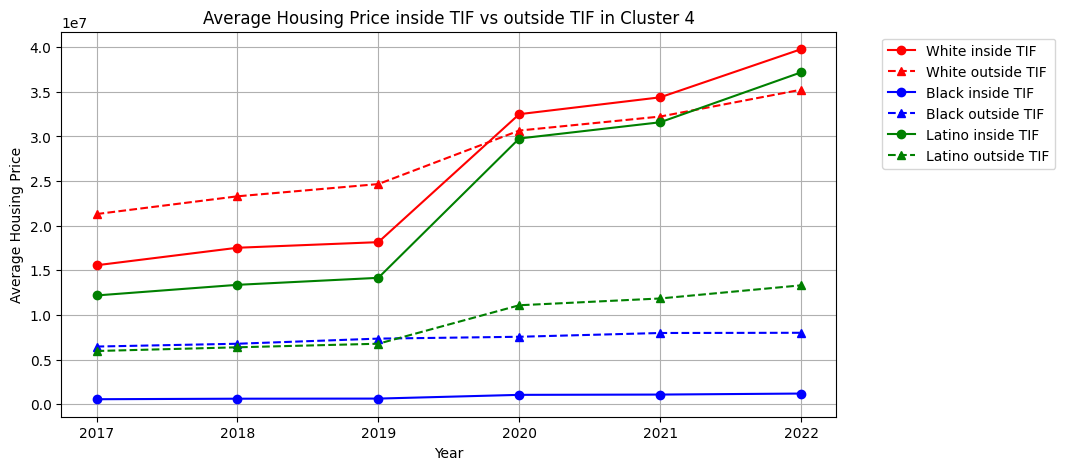 Average Housing Price inside TIF vs outside TIF in Cluster 4
1e7
4.0
3.5
3.0
2.5
2.0
1.5
1.0
0.5
0.0
Average Housing Price
2017 2018 2019 2020 2021 2022
Year
White inside TIF
White outside TIF
Black inside TIF
Black outside TIF
Latino inside TIF
Latino outside TIF